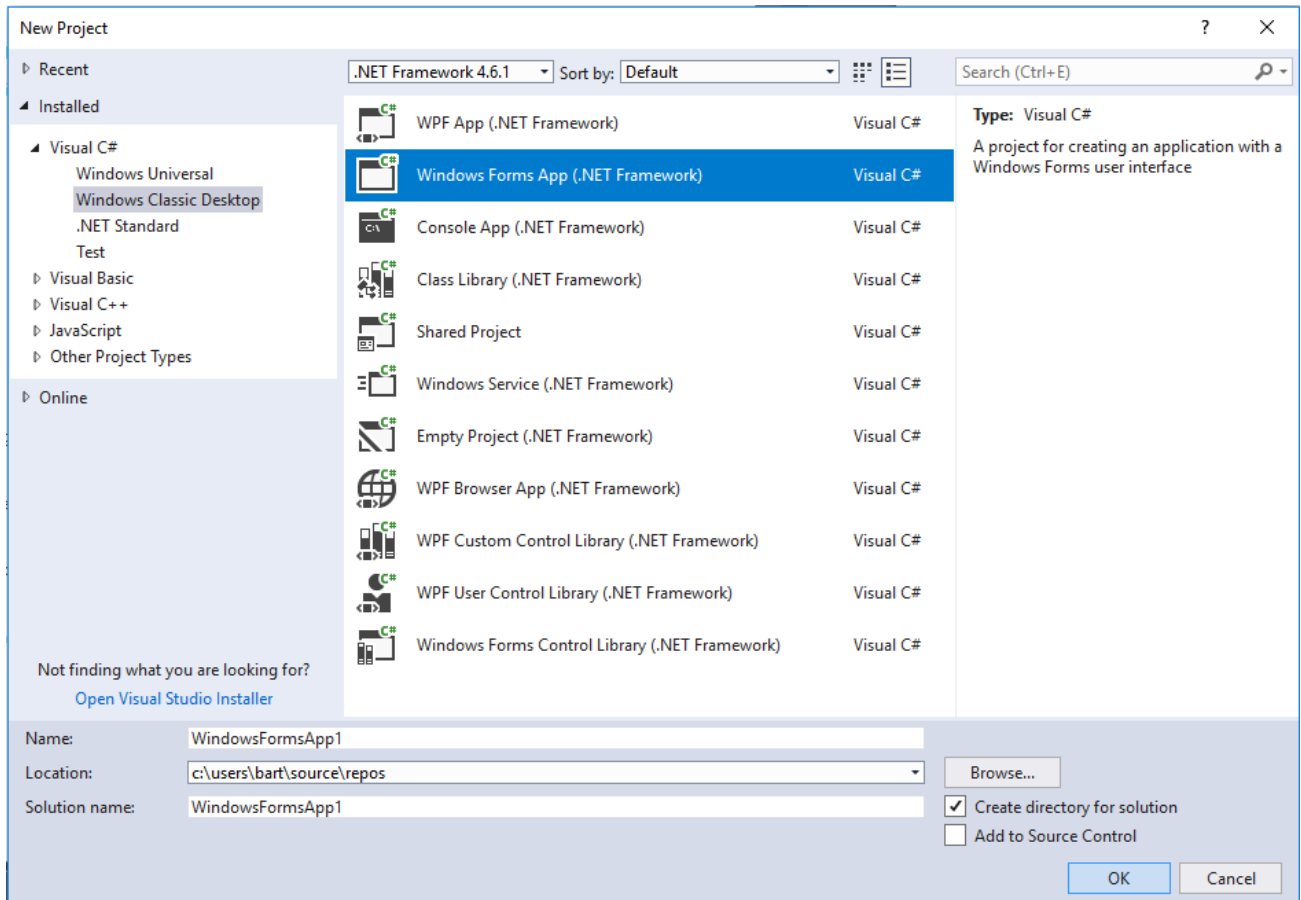 New Project
?
Recent
.NET Framework 4.6.1
Sort by:
Default
Search (Ctrl+E)
Installed
Visual C#
Windows Universal
Windows Classic Desktop
.NET Standard
Test
Visual Basic
Visual C++
JavaScript
Other Project Types
Online
Not finding what you are looking for?
Open Visual Studio Installer
C#
WPF App (.NET Framework)
Visual C#
C#
Windows Forms App (.NET Framework)
Visual C#
C#
C:\
Console App (.NET Framework)
Visual C#
C#
Class Library (.NET Framework)
Visual C#
C#
Shared Project
Visual C#
C#
Windows Service (.NET Framework)
Visual C#
C#
Empty Project (.NET Framework)
Visual C#
C#
WPF Browser App (.NET Framework)
Visual C#
C#
WPF Custom Control Library (.NET Framework)
Visual C#
C#
WPF User Control Library (.NET Framework)
Visual C#
C#
Windows Forms Control Library (.NET Framework)
Visual C#
Type: Visual C#
A project for creating an application with a
Windows Forms user interface
Name:
WindowsFormsApp1
Location:
c:\users\bart\source\repos
Browse...
Solution name:
WindowsFormsApp1
Create directory for solution
Add to Source Control
OK
Cancel